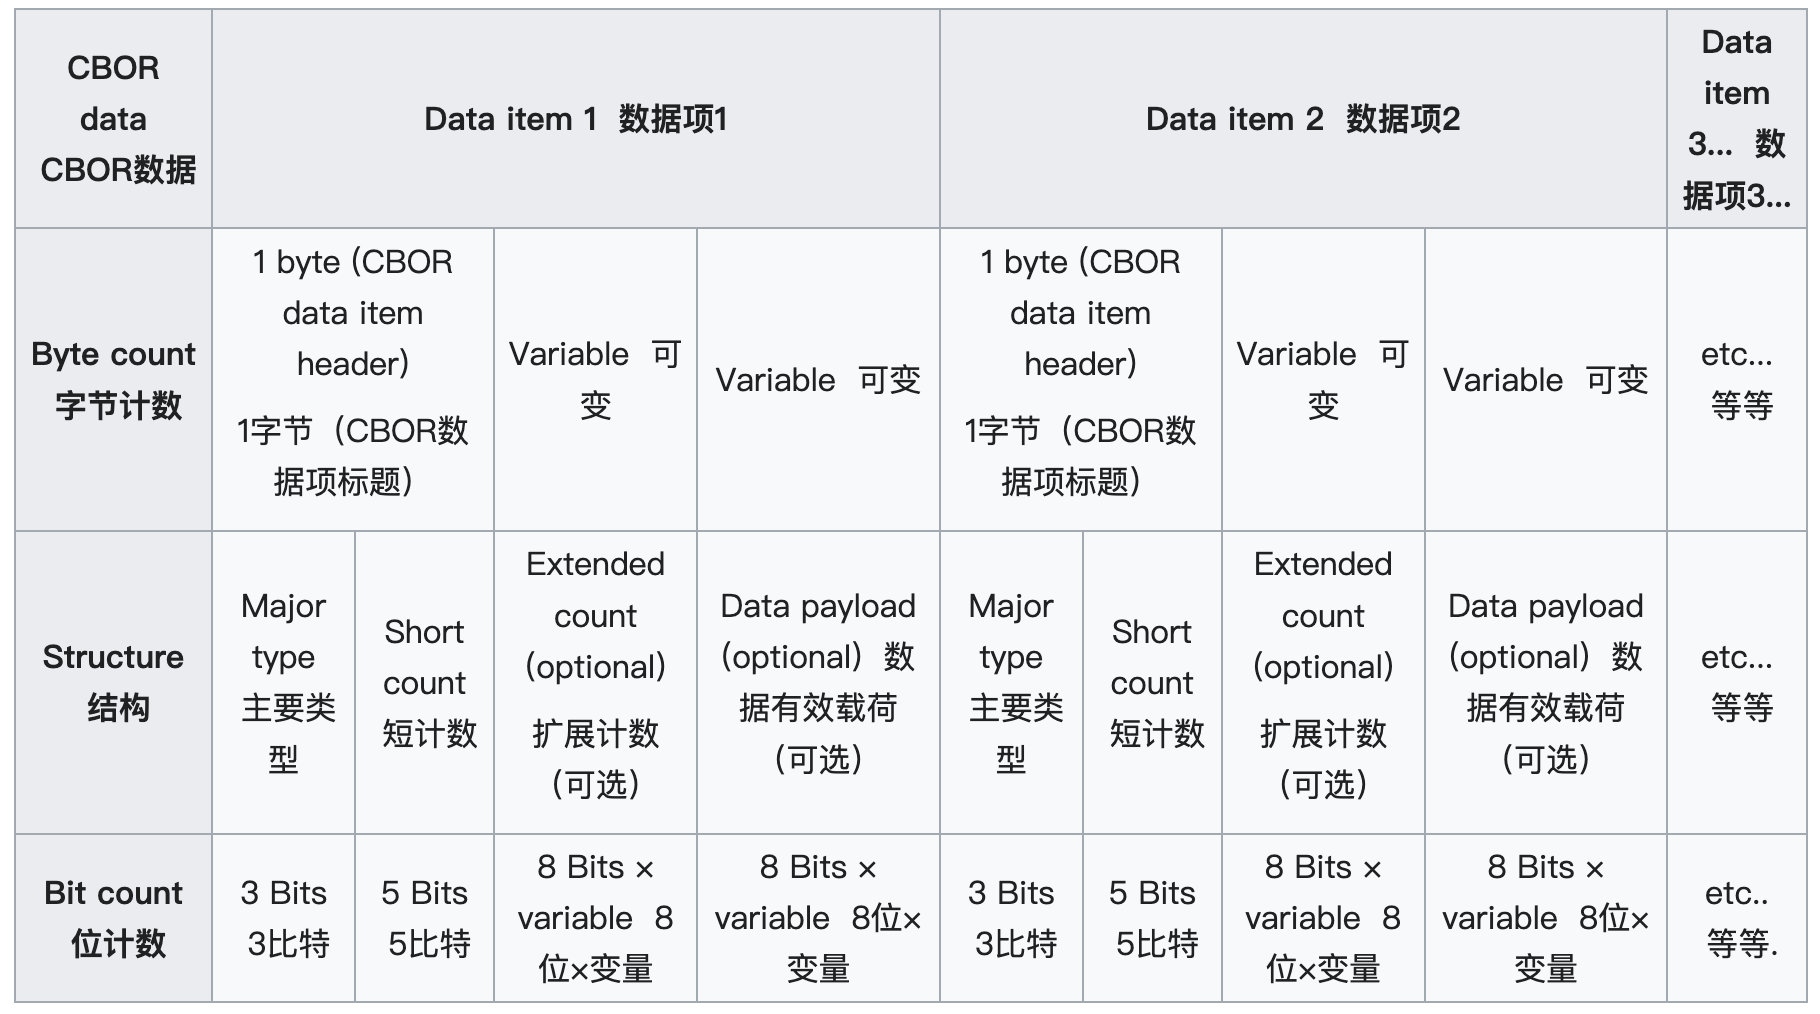 CBOR
data
CBOR数据
Data item 1 数据项1
Data item 2 数据项2
Data
item
3... 数
据项3...
Byte count
字节计数
1 byte (CBOR
data item
header)
1字节（CBOR数
据项标题）
Variable 可
变
Variable 可变
1 byte (CBOR
data item
header)
1字节（CBOR数
据项标题）
Variable 可
变
Variable 可变
etc...
等等
Structure
结构
Major
type
主要类
型
Short
count
短计数
Extended
count
(optional)
扩展计数
（可选）
Data payload
(optional) 数
据有效载荷
（可选）
Major
type
主要类
型
Short
count
短计数
Extended
count
(optional)
扩展计数
（可选）
Data payload
(optional) 数
据有效载荷
（可选）
etc...
等等
Bit count
位计数
3 Bits
3比特
5 Bits
5比特
8 Bits ×
variable 8
位×变量
8 Bits ×
variable 8位×
变量
3 Bits
3比特
5 Bits
5比特
8 Bits ×
variable 8
位×变量
8 Bits ×
variable 8位×
变量
etc..
等等.